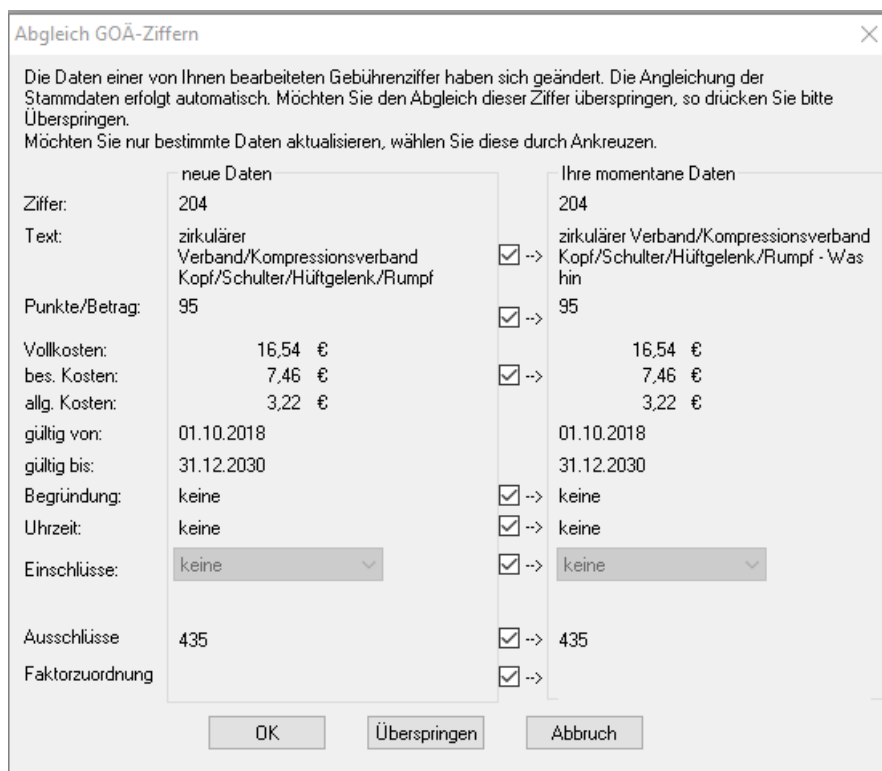 Abgleich GOÄ-Ziffern
Die Daten einer von Ihnen bearbeiteten Gebührenziffer haben sich geändert. Die Angleichung der
Stammdaten erfolgt automatisch. Möchten Sie den Abgleich dieser Ziffer überspringen, so drücken Sie bitte
Überspringen.
Möchten Sie nur bestimmte Daten aktualisieren, wählen Sie diese durch Ankreuzen.
neue Daten Ihre momentane Daten
Ziffer: 204 204
Text: zirkulärer --> zirkulärer Verband/Kompressionsverband
Verband/Kompressionsverband Kopf/Schulter/Hüftgelenk/Rumpf - Was
Kopf/Schulter/Hüftgelenk/Rumpf hin
Punkte/Betrag: 95 --> 95
Vollkosten: 16,54 € 16,54 €
bes. Kosten: 7,46 € --> 7,46 €
allg. Kosten: 3,22 € 3,22 €
gültig von: 01.10.2018 01.10.2018
gültig bis: 31.12.2030 31.12.2030
Begründung: keine --> keine
Uhrzeit: keine --> keine
Einschlüsse: keine --> keine
Ausschlüsse 435 --> 435
Faktorzuordnung -->
OK Überspringen Abbruch